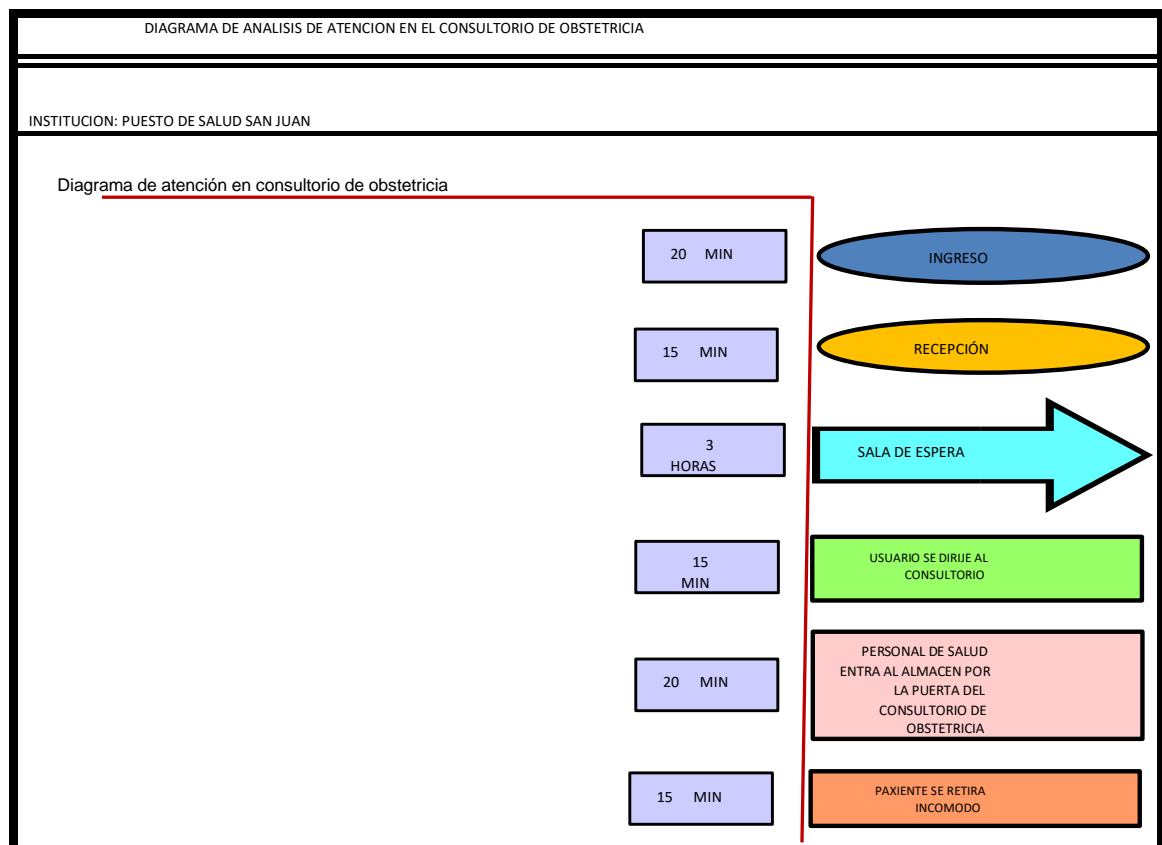 DIAGRAMA DE ANALISIS DE ATENCION EN EL CONSULTORIO DE OBSTETRICIA
INSTITUCION: PUESTO DE SALUD SAN JUAN
Diagrama de atención en consultorio de obstetricia
20 MIN
INGRESO
15 MIN
RECEPCIÓN
3
HORAS
SALA DE ESPERA
15
MIN
USUARIO SE DIRIJE AL
CONSULTORIO
20 MIN
PERSONAL DE SALUD
ENTRA AL ALMACEN POR
LA PUERTA DEL
CONSULTORIO DE
OBSTETRICIA
15 MIN
PAXIENTE SE RETIRA
INCOMODO